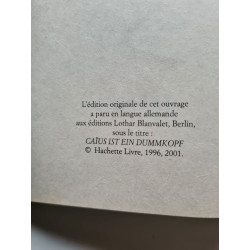 L'édition originale de cet ouvrage
a paru en langue allemande
aux éditions Lothar Blanvalet, Berlin,
sous le titre :
CAÏUS IST EIN DUMMKOPF
© Hachette Livre, 1996, 2001.